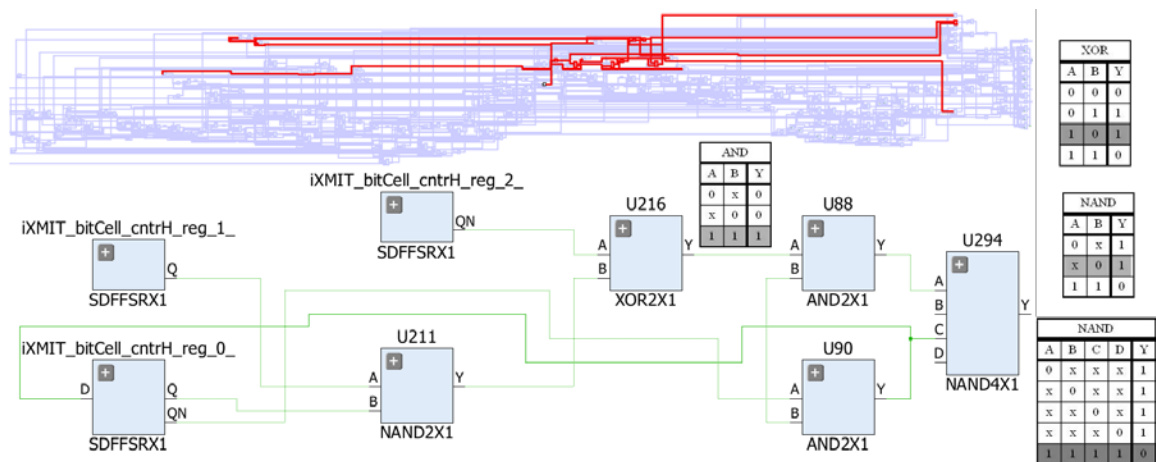 XOR
A B Y
0 0 0
0 1 1
1 0 1
1 1 0
AND
A B Y
0 x 0
x 0 0
1 1 1
NAND
A B Y
0 x 1
x 0 1
1 1 0
NAND
A B C D Y
0 x x x 1
x 0 x x 1
x x 0 x 1
x x x 0 1
1 1 1 1 0
iXMIT_bitCell_cntrH_reg_2_
QN
SDFFSRX1
iXMIT_bitCell_cntrH_reg_1_
Q
SDFFSRX1
iXMIT_bitCell_cntrH_reg_0_
D
Q
QN
SDFFSRX1
U211
A
B
Y
NAND2X1
U216
A
B
Y
XOR2X1
U88
A
B
Y
AND2X1
U90
A
B
Y
AND2X1
U294
A
B
C
D
Y
NAND4X1